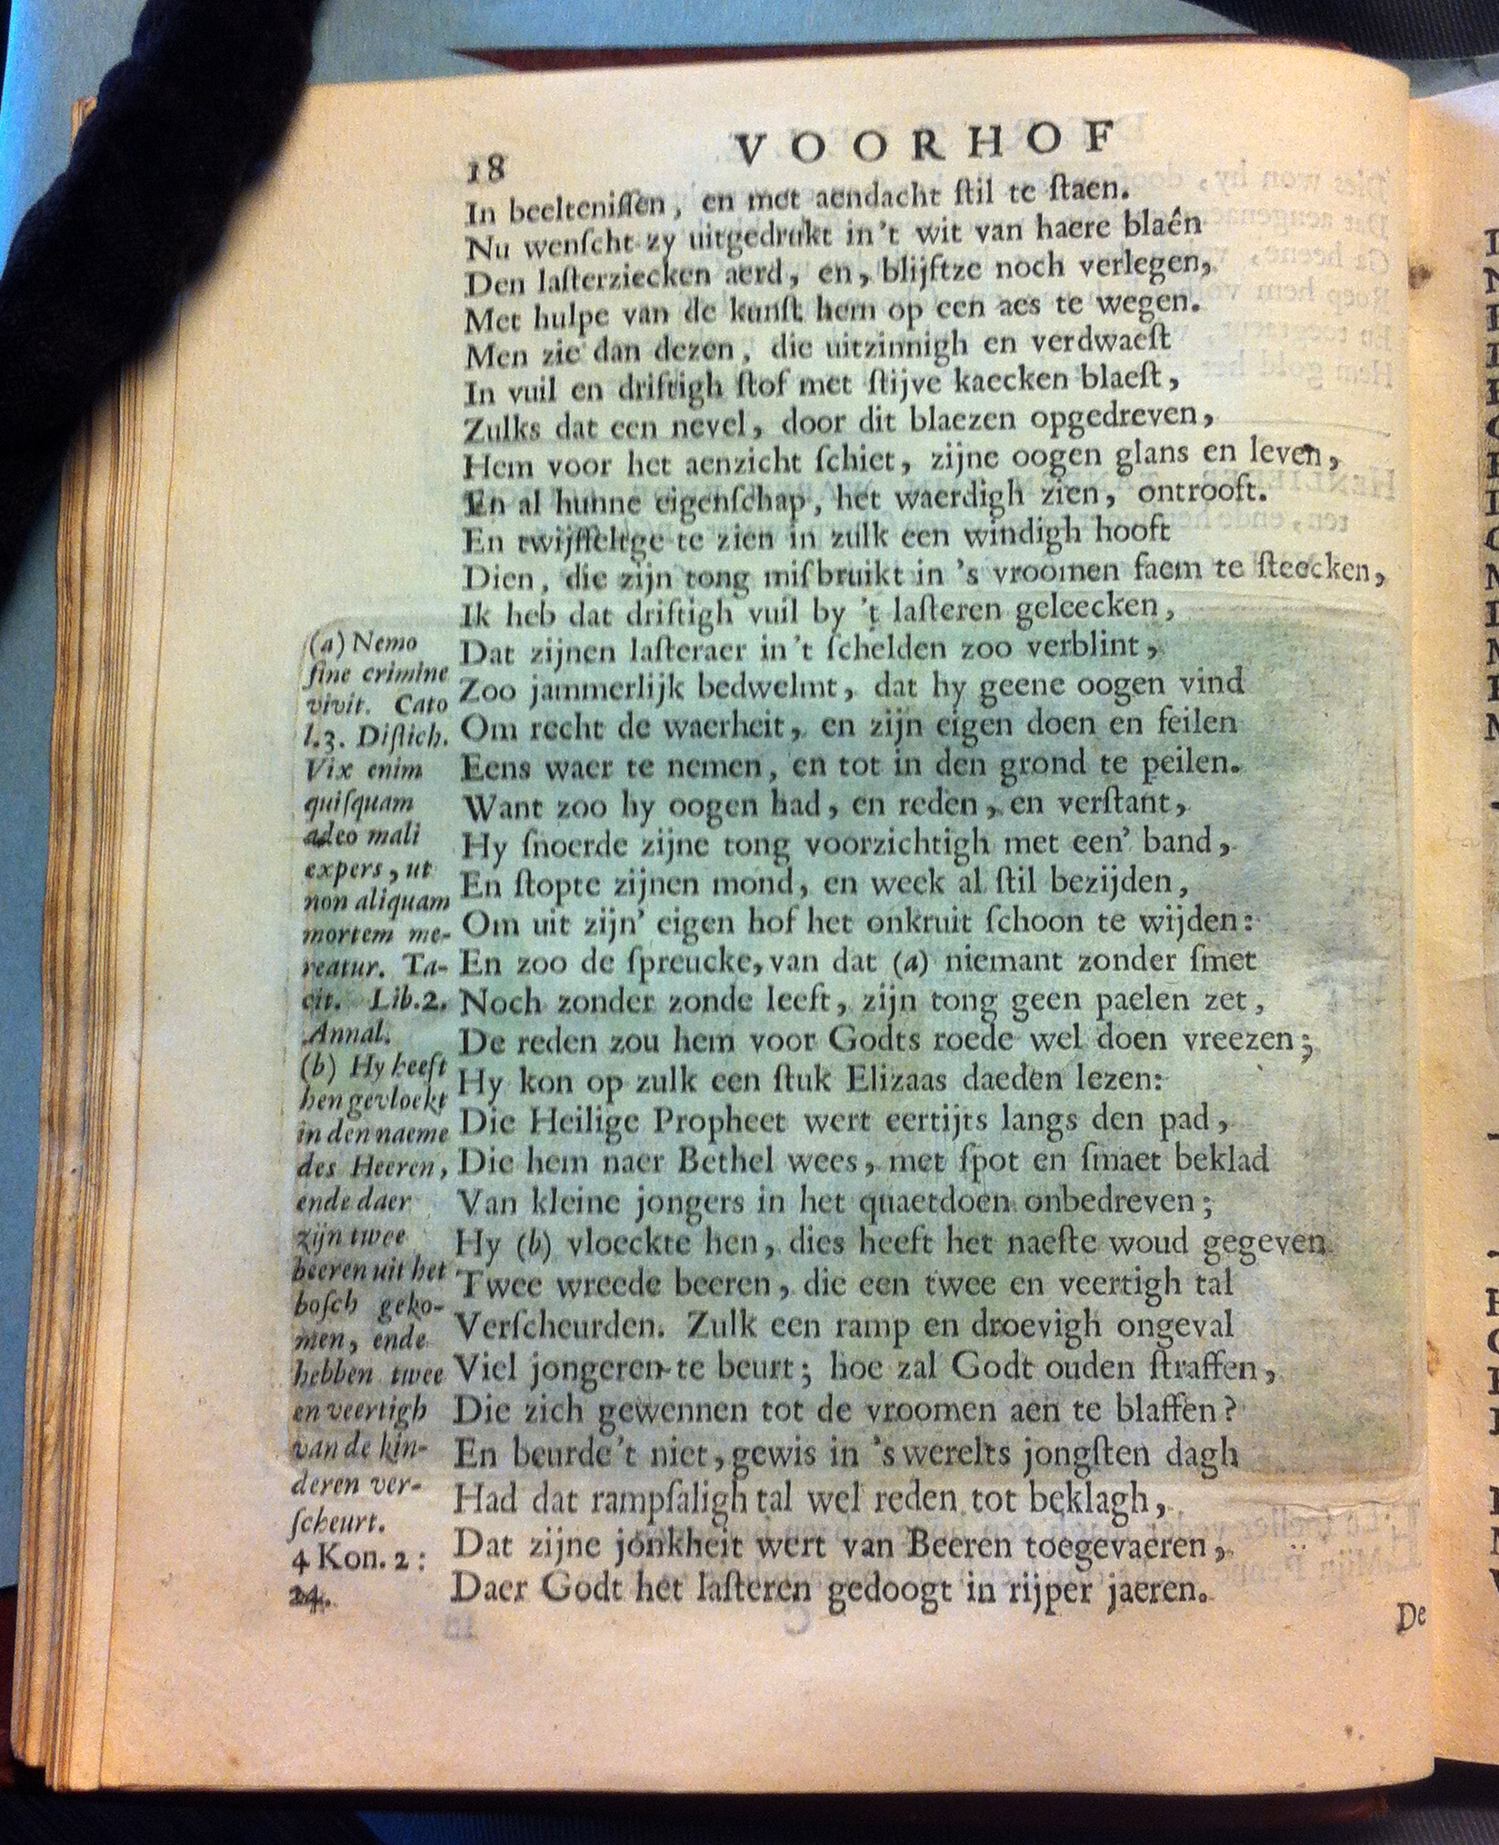 18 VOORHOF
In beelteniſſen, en met aendacht ſtil te ſtaen.
Nu wenſcht zy uitgedrukt in 't wit van haere blaên
Den laſterziecken aerd, en, blijftze noch verlegen,
Met hulpe van de kunſt hem op een aes te wegen.
Men zie dan dezen, die uitzinnigh en verdwaeſt
In vuil en driftigh ſtof met ſtijve kaecken blaeſt,
Zulks dat een nevel, door dit blaezen opgedreven,
Hem voor het aenzicht ſchiet, zijne oogen glans en leven,
En al hunne eigenſchap, het waerdigh zien, ontrooft.
En twijffeltge te zien in zulk een windigh hooft
Dien, die zijn tong miſbruikt in 's vroomen faem te ſteecken,
Ik heb dat driftigh vuil by 't laſteren geleecken,
Dat zijnen laſteraer in 't ſchelden zoo verblint,
Zoo jammerlijk bedwelmt, dat hy geene oogen vind
Om recht de waerheit, en zijn eigen doen en feilen
Eens waer te nemen, en tot in den grond te peilen.
Want zoo hy oogen had, en reden, en verſtant,
Hy ſnoerde zijne tong voorzichtigh met een' band,
En ſtopte zijnen mond, en week al ſtil bezijden,
Om uit zijn' eigen hof het onkruit ſchoon te wijden:
En zoo de ſpreucke, van dat (a) niemant zonder ſmet
Noch zonder zonde leeft, zijn tong geen paelen zet,
De reden zou hem voor Godts roede wel doen vreezen;
Hy kon op zulk een ſtuk Elizaas daeden lezen:
Die Heilige Propheet wert eertijts langs den pad,
Die hem naer Bethel wees, met ſpot en ſmaet beklad
Van kleine jongers in het quaetdoen onbedreven;
Hy (b) vloeckte hen, dies heeft het naeſte woud gegeven
Twee wreede beeren, die een twee en veertigh tal
Verſcheurden. Zulk een ramp en droevigh ongeval
Viel jongeren te beurt; hoe zal Godt ouden ſtraffen,
Die zich gewennen tot de vroomen aen te blaffen?
En beurde 't niet, gewis in 's werelts jongſten dagh
Had dat rampſaligh tal wel reden tot beklagh,
Dat zijne jonkheit wert van Beeren toegevaeren,
Daer Godt het laſteren gedoogt in rijper jaeren.
De
(a) Nemo
ſine crimine
vivit. Cato
l.3. Diſtich.
Vix enim
quiſquam
adeo mali
expers, ut
non aliquam
mortem me-
reatur. Ta-
cit. Lib.2.
Annal.
(b) Hy heeft
hen gevloekt
in den naeme
des Heeren,
ende daer
zijn twee
beeren uit het
boſch geko-
men, ende
hebben twee
en veertigh
van de kin-
deren ver-
ſcheurt.
4 Kon. 2:
24.